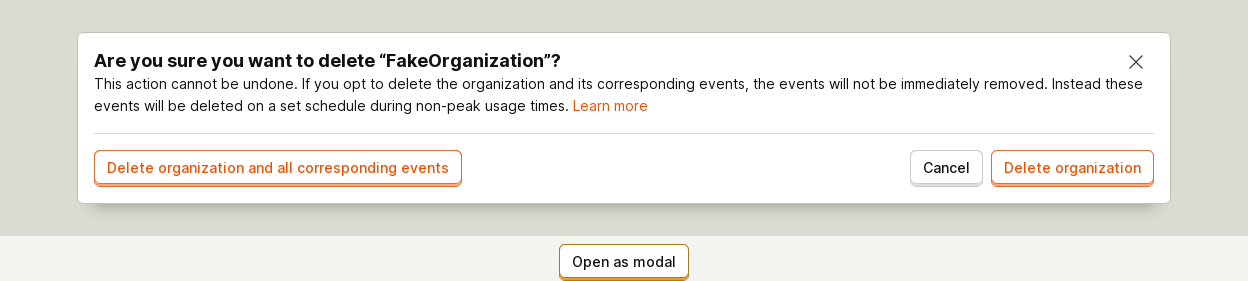 Are you sure you want to delete “FakeOrganization”?
This action cannot be undone. If you opt to delete the organization and its corresponding events, the events will not be immediately removed. Instead these
events will be deleted on a set schedule during non-peak usage times. Learn more
Delete organization and all corresponding events
Cancel
Delete organization
Open as modal